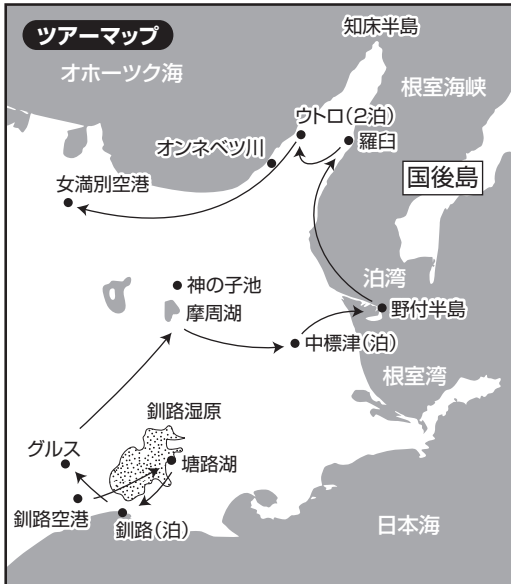 ツアーマップ
知床半島
オホーツク海
根室海峡
ウトロ(2泊)
オンネベツ川
羅臼
国後島
女満別空港
泊湾
神の子池
摩周湖
野付半島
中標津(泊)
根室湾
釧路湿原
グルス
塘路湖
釧路空港
釧路(泊)
日本海